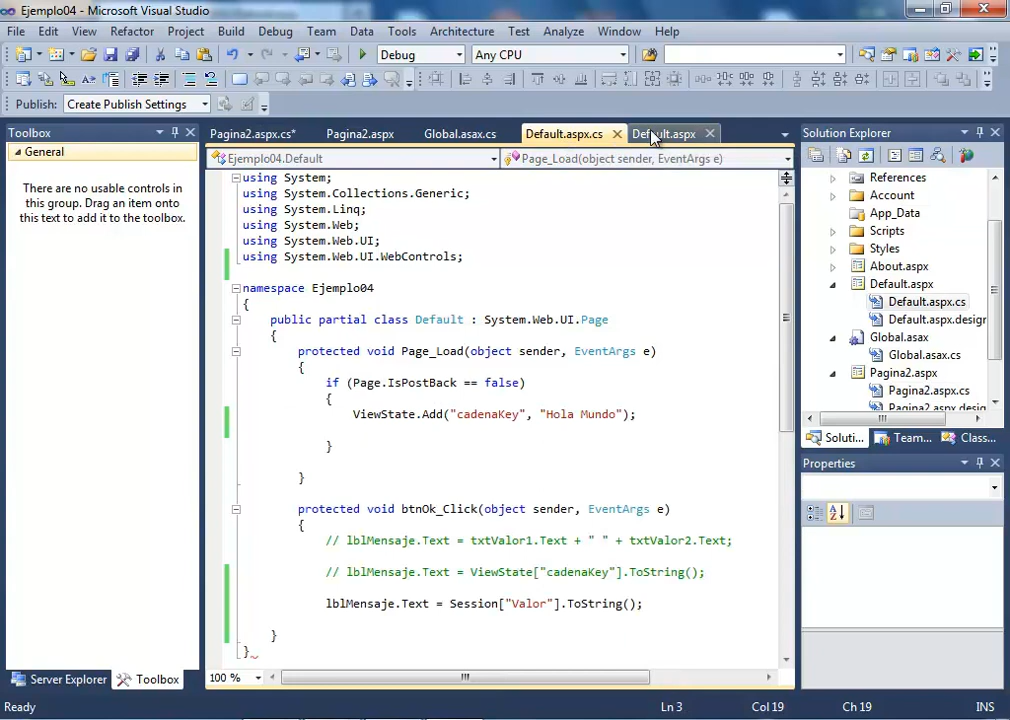 Ejemplo04 - Microsoft Visual Studio
File Edit View Refactor Project Build Debug Team Data Tools Architecture Test Analyze Window Help
Debug Any CPU
Publish: Create Publish Settings
Toolbox
General
There are no usable controls in
this group. Drag an item onto
this text to add it to the toolbox.
Server Explorer Toolbox
Pagina2.aspx.cs* Pagina2.aspx Global.asax.cs Default.aspx.cs Default.aspx
Ejemplo04.Default Page_Load(object sender, EventArgs e)
using System;
using System.Collections.Generic;
using System.Linq;
using System.Web;
using System.Web.UI;
using System.Web.UI.WebControls;
namespace Ejemplo04
{
public partial class Default : System.Web.UI.Page
{
protected void Page_Load(object sender, EventArgs e)
{
if (Page.IsPostBack == false)
{
ViewState.Add("cadenaKey", "Hola Mundo");
}
}
protected void btnOk_Click(object sender, EventArgs e)
{
// lblMensaje.Text = txtValor1.Text + " " + txtValor2.Text;
// lblMensaje.Text = ViewState["cadenaKey"].ToString();
lblMensaje.Text = Session["Valor"].ToString();
}
}
100 %
Solution Explorer
References
Account
App_Data
Scripts
Styles
About.aspx
Default.aspx
Default.aspx.cs
Default.aspx.design
Global.asax
Global.asax.cs
Pagina2.aspx
Pagina2.aspx.cs
Pagina2.aspx.design
Soluti... Team... Class...
Properties
Ready Ln 3 Col 19 Ch 19 INS